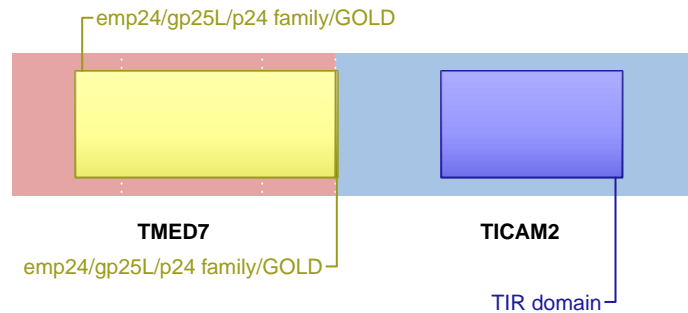 emp24/gp25L/p24 family/GOLD
TMED7
TICAM2
emp24/gp25L/p24 family/GOLD
TIR domain